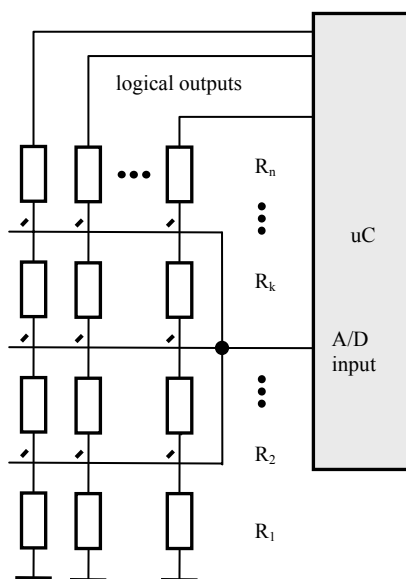 logical outputs
Rₙ
uC
Rₖ
A/D
input
R₂
R₁